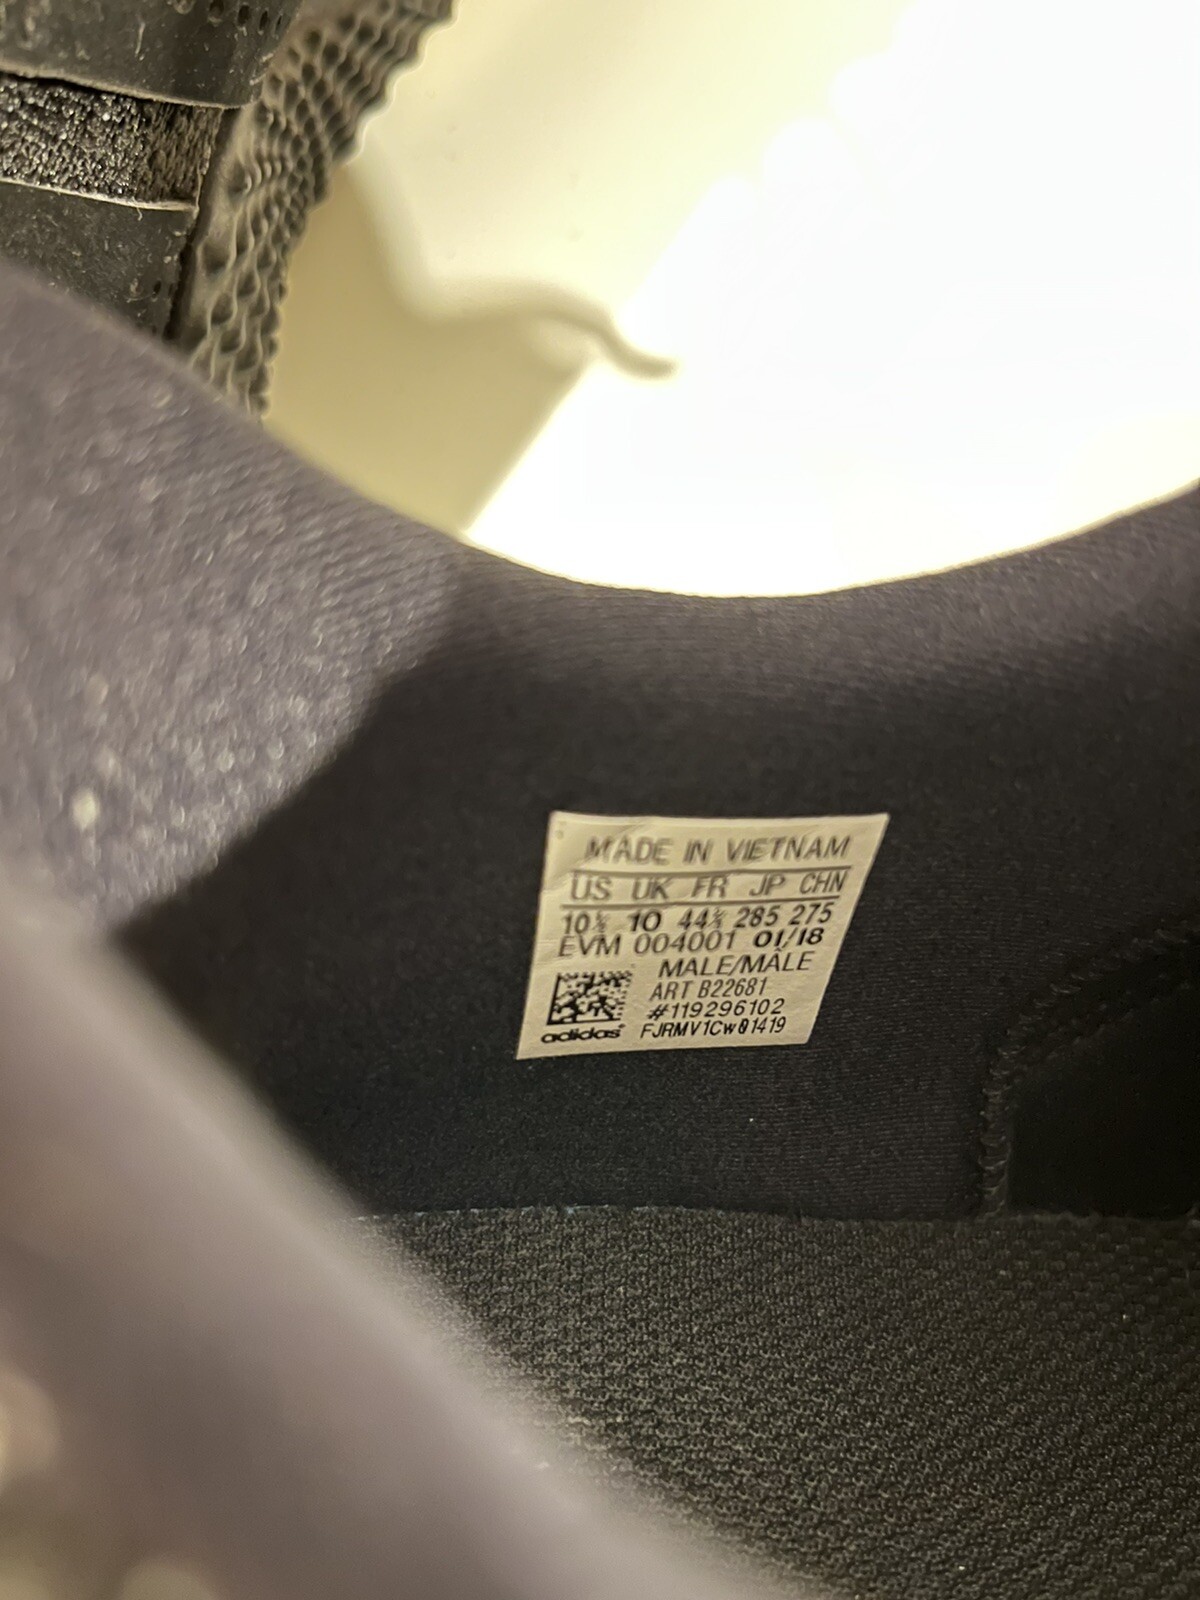 MADE IN VIETNAM
US UK FR JP CHN
10½ 10 44⅔ 285 275
EVM 004001 01/18
MALE/MÂLE
ART B22681
#119296102
adidas FJRMV1CW01419